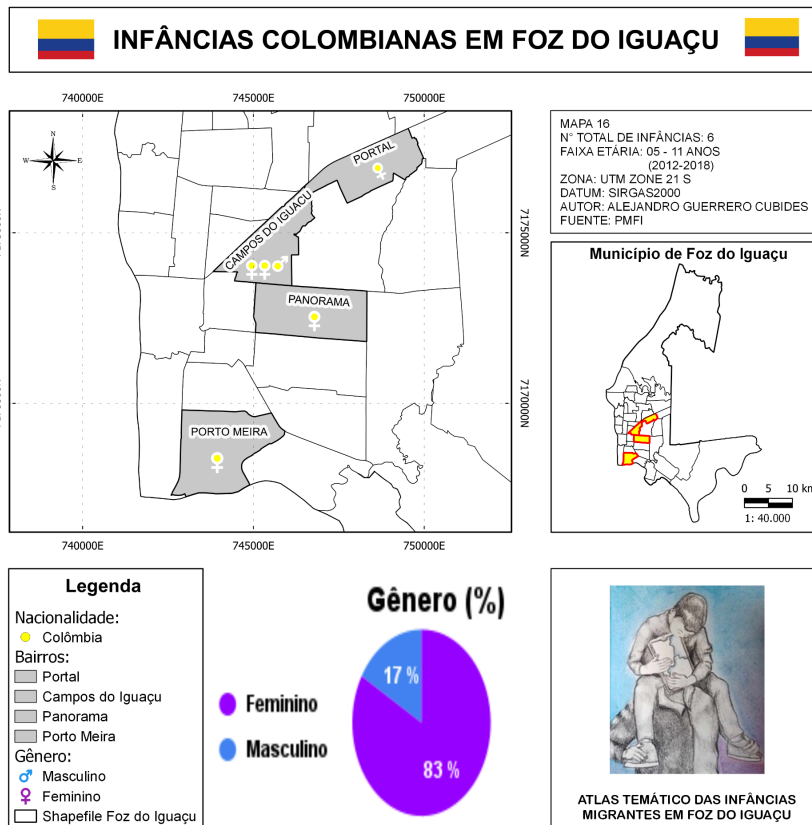 INFÂNCIAS COLOMBIANAS EM FOZ DO IGUAÇU
740000E
745000E
750000E
N
W
E
S
PORTAL
CAMPOS DO IGUAÇU
PANORAMA
PORTO MEIRA
7175000N
7170000N
740000E
745000E
750000E
MAPA 16
N° TOTAL DE INFÂNCIAS: 6
FAIXA ETÁRIA: 05 - 11 ANOS
(2012-2018)
ZONA: UTM ZONE 21 S
DATUM: SIRGAS2000
AUTOR: ALEJANDRO GUERRERO CUBIDES
FUENTE: PMFI
Município de Foz do Iguaçu
0 5 10 km
1: 40.000
Legenda
Nacionalidade:
Colômbia
Bairros:
Portal
Campos do Iguaçu
Panorama
Porto Meira
Gênero:
Masculino
Feminino
Shapefile Foz do Iguaçu
Gênero (%)
Feminino
Masculino
17 %
83 %
ATLAS TEMÁTICO DAS INFÂNCIAS
MIGRANTES EM FOZ DO IGUAÇU